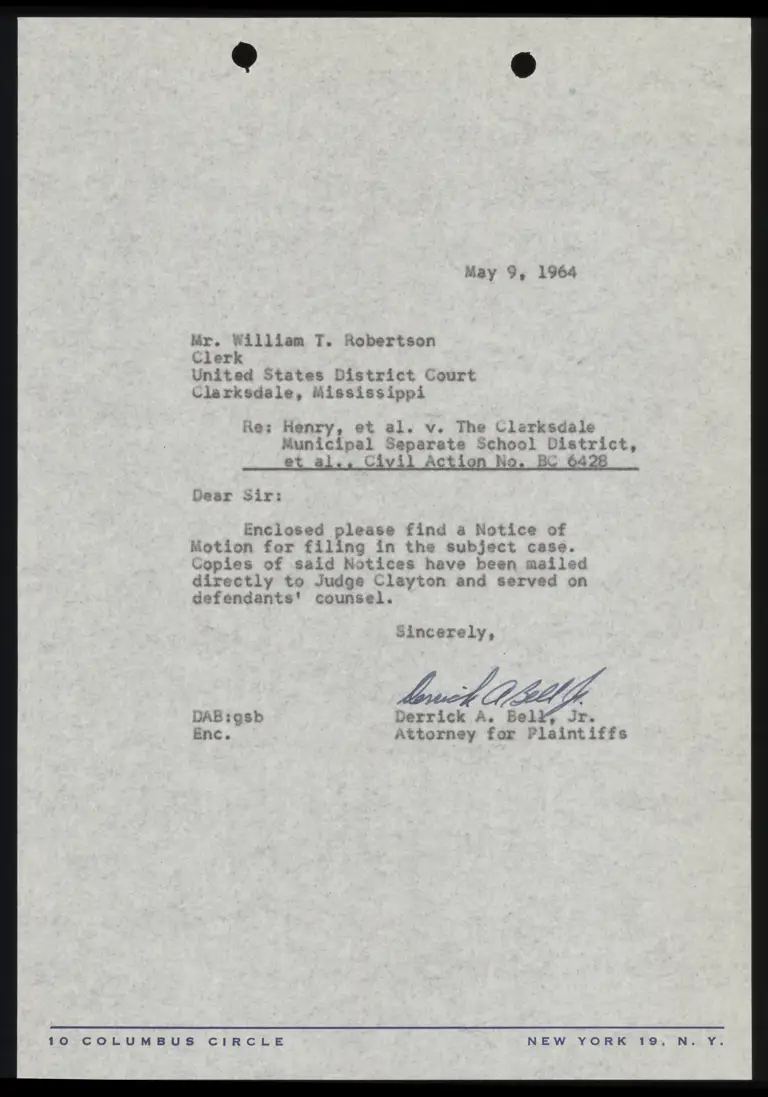 May 9, 1964
Mr. William T. Robertson
Clerk
United States District Court
Clarksdale, Mississippi
Re: Henry, et al. v. The Clarksdale
Municipal Separate School District,
et al., Civil Action No. BC 6428
Dear Sir:
Enclosed please find a Notice of
Motion for filing in the subject case.
Copies of said Notices have been mailed
directly to Judge Clayton and served on
defendants' counsel.
Sincerely,
Derrick A Bell Jr.
DAB:gsb Derrick A. Bell, Jr.
Enc. Attorney for Plaintiffs
10 COLUMBUS CIRCLE NEW YORK 19, N. Y.